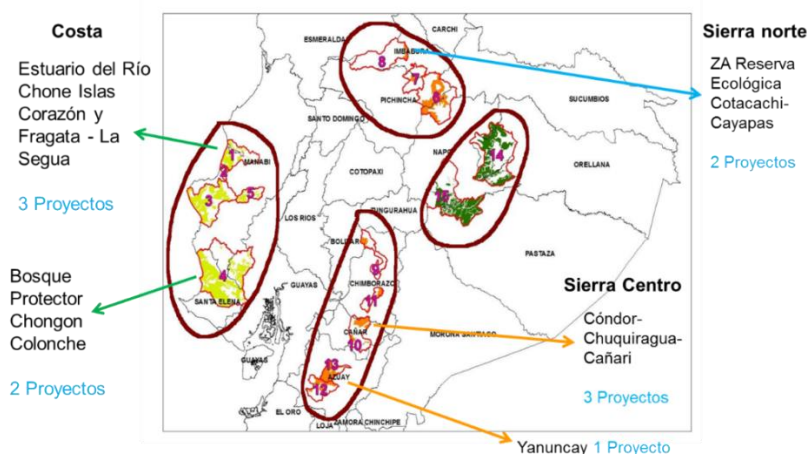 Costa
Estuario del Río
Chone Islas
Corazón y
Fragata - La
Segua
3 Proyectos
Bosque
Protector
Chongon
Colonche
2 Proyectos
ESMERALDA
CARCHI
IMBABURA
8
7
6
PICHINCHA
SANTO DOMINGO
SUCUMBIOS
NAPO
14
ORELLANA
15
1
MANABI
2
3
5
COTOPAXI
LOS RIOS
TUNGURAHUA
BOLIVAR
PASTAZA
4
SANTA ELENA
GUAYAS
9
CHIMBORAZO
11
CAÑAR
10
MORONA SANTIAGO
GUAYAS
13
AZUAY
12
EL ORO
LOJA
ZAMORA CHINCHIPE
Sierra norte
ZA Reserva
Ecológica
Cotacachi-
Cayapas
2 Proyectos
Sierra Centro
Cóndor-
Chuquiragua-
Cañari
3 Proyectos
Yanuncay 1 Proyecto